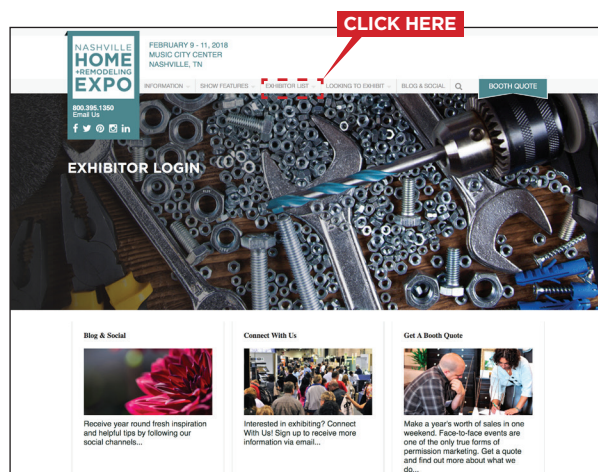 CLICK HERE
NASHVILLE
HOME
+REMODELING
EXPO
800.395.1350
Email Us
FEBRUARY 9 - 11, 2018
MUSIC CITY CENTER
NASHVILLE, TN
INFORMATION
SHOW FEATURES
EXHIBITOR LIST
LOOKING TO EXHIBIT
BLOG & SOCIAL
BOOTH QUOTE
EXHIBITOR LOGIN
Blog & Social
Receive year round fresh inspiration
and helpful tips by following our
social channels...
Connect With Us
Interested in exhibiting? Connect
With Us! Sign up to receive more
information via email...
Get A Booth Quote
Make a year's worth of sales in one
weekend. Face-to-face events are
one of the only true forms of
permission marketing. Get a quote
and find out more about what we
do...